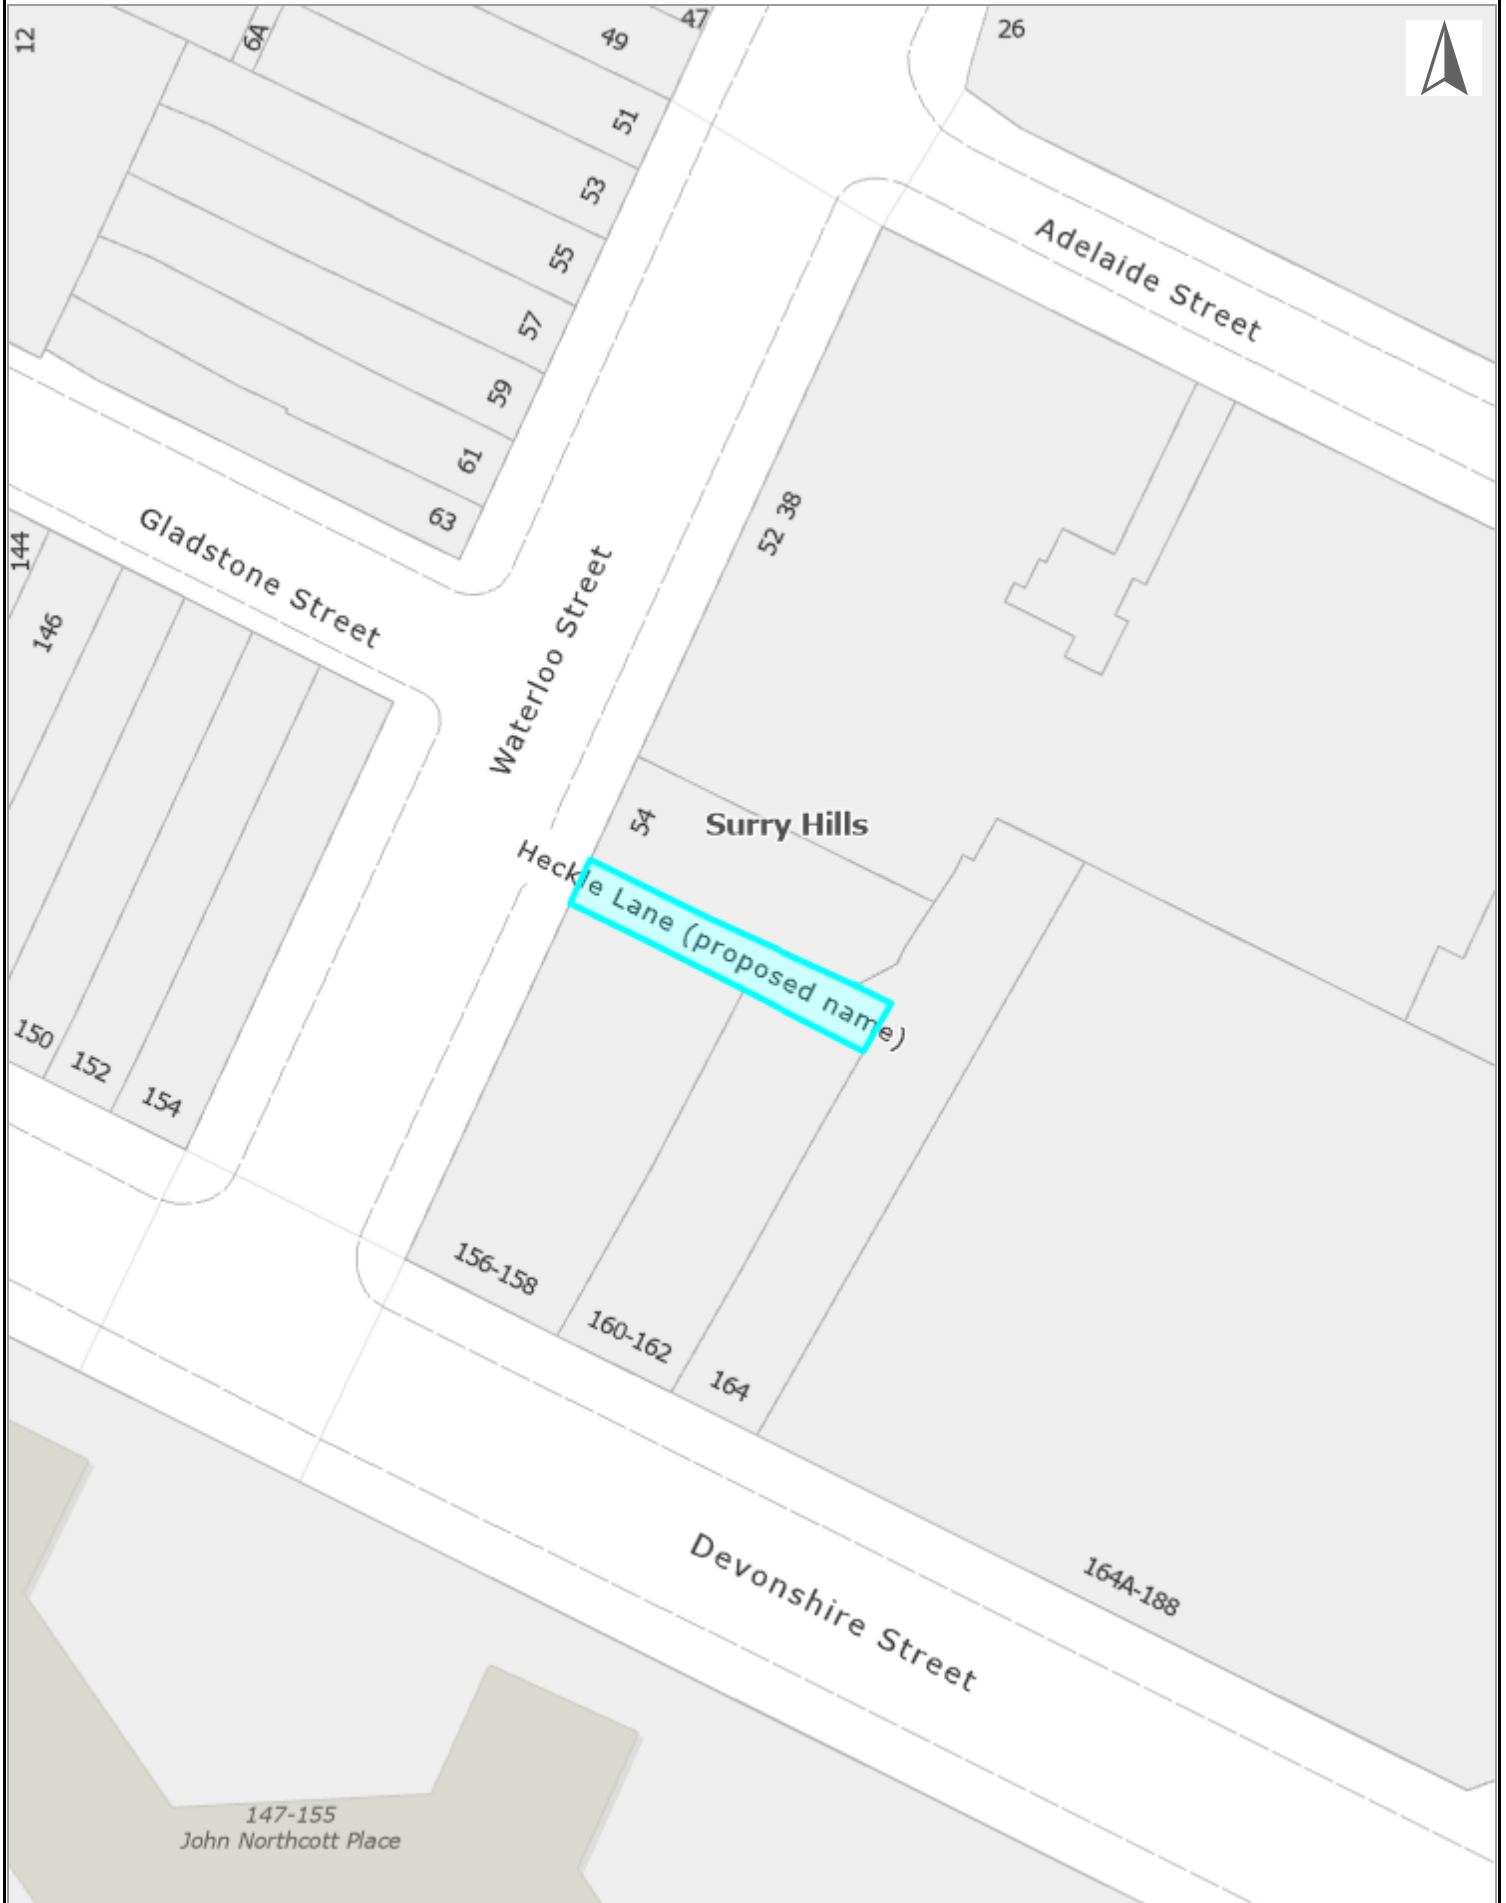 12
6A
49
47
26
51
53
55
57
59
61
63
Adelaide Street
38
52
Gladstone Street
144
146
Waterloo Street
54
Surry Hills
Heckle Lane (proposed name)
150
152
154
156-158
160-162
164
Devonshire Street
164A-188
147-155
John Northcott Place